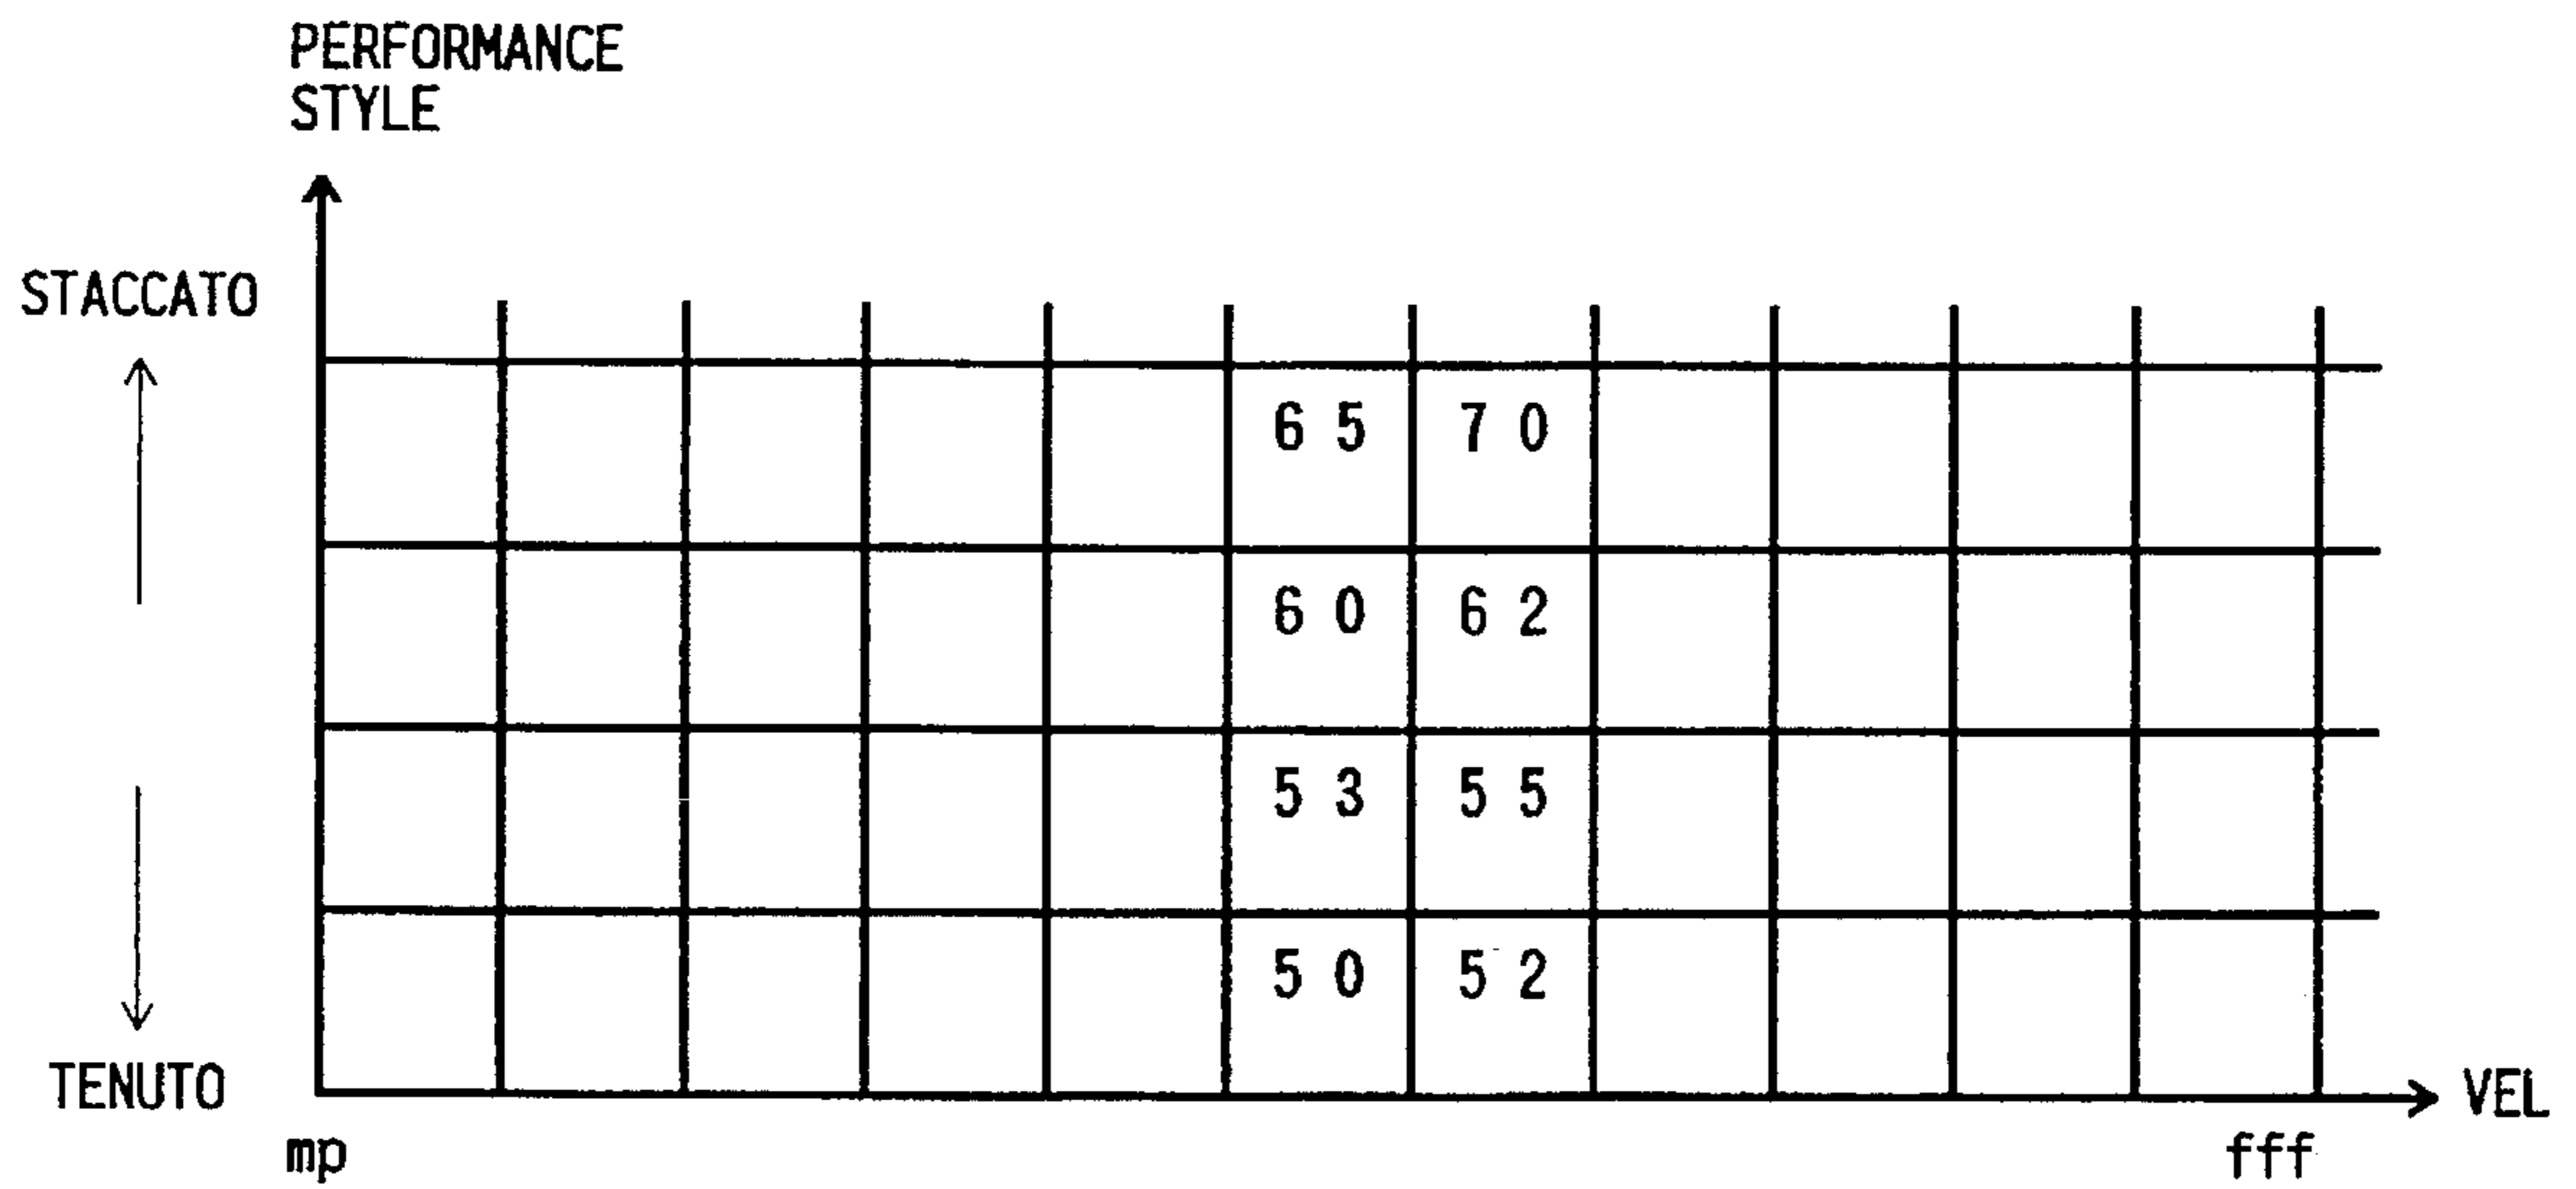 PERFORMANCE
STYLE
STACCATO
65 70
60 62
53 55
50 52
TENUTO
VEL
mp
fff